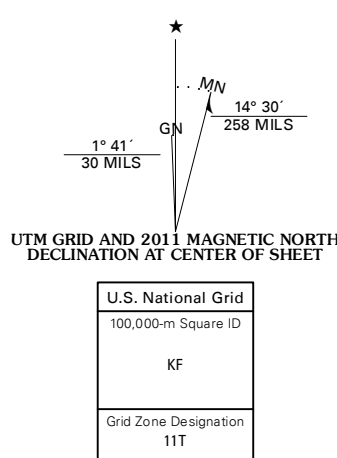 MN
GN
14° 30´
258 MILS
1° 41´
30 MILS
UTM GRID AND 2011 MAGNETIC NORTH
DECLINATION AT CENTER OF SHEET
U.S. National Grid
100,000-m Square ID
KF
Grid Zone Designation
11T